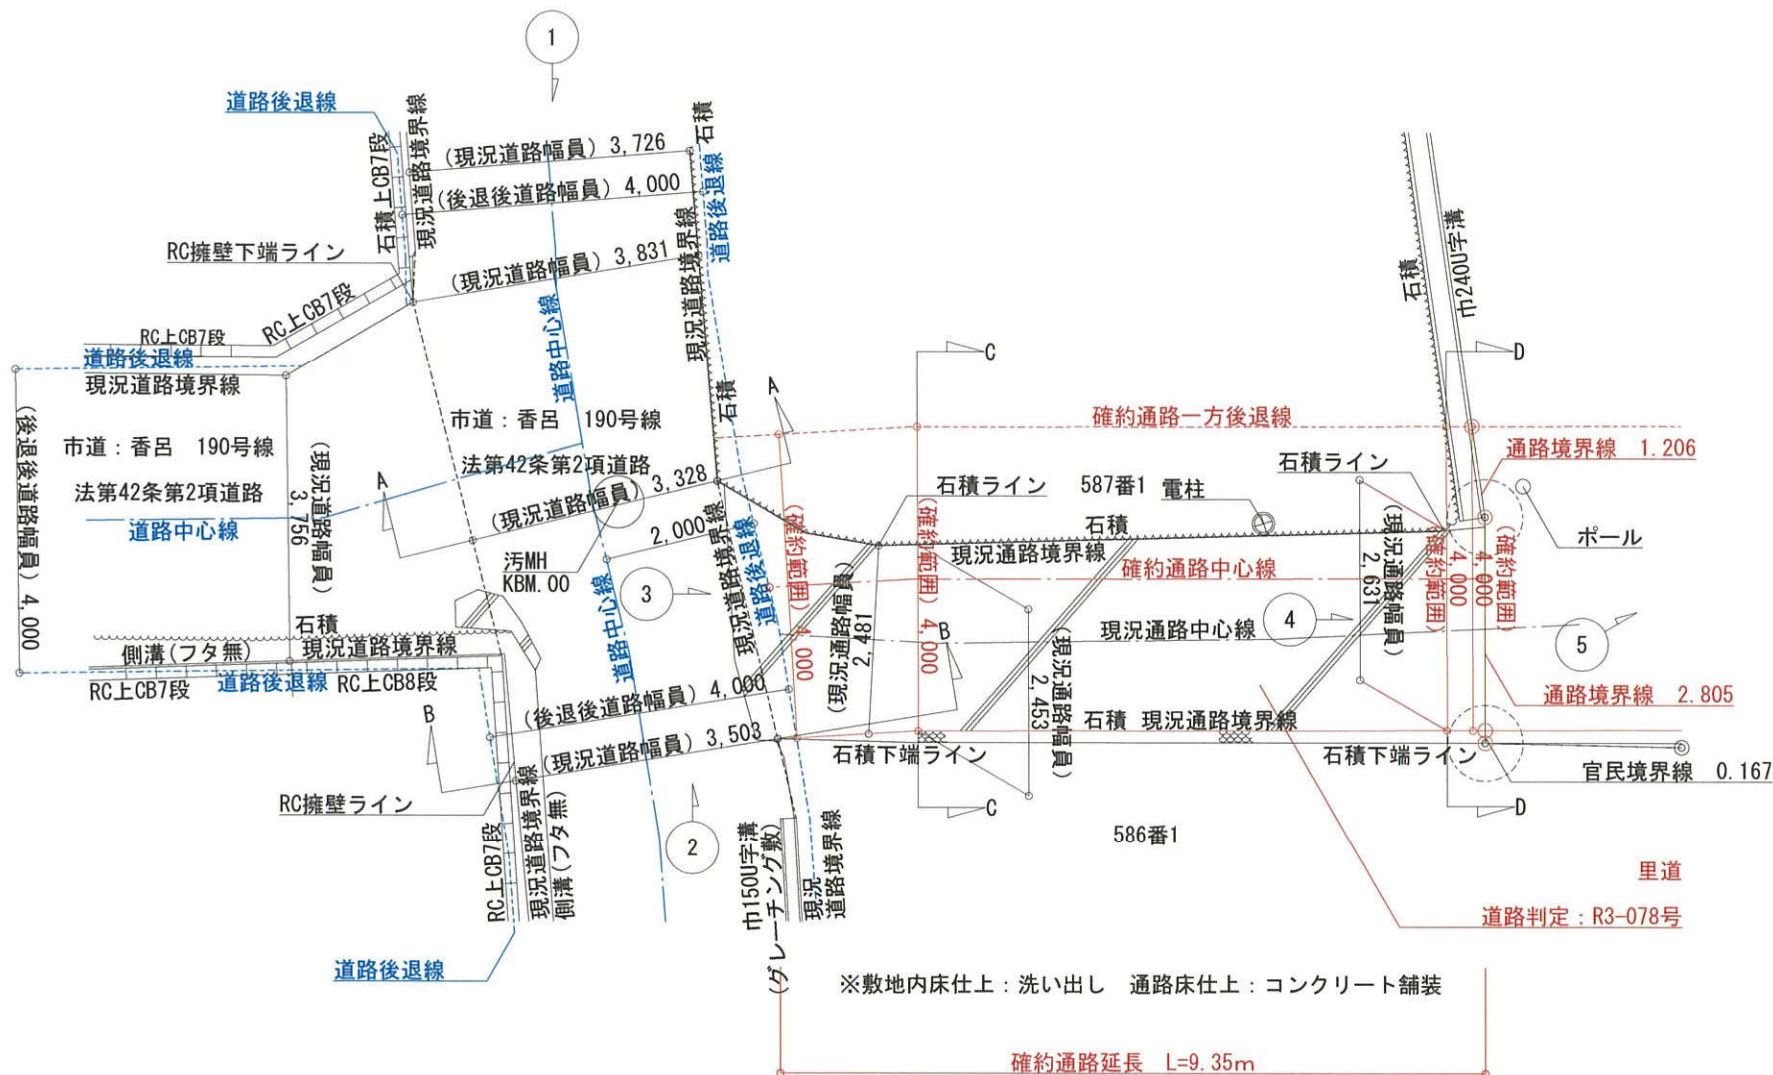 1
道路後退線
石積上CB7段
現況道路境界線
(現況道路幅員) 3,726
(後退後道路幅員) 4,000
(現況道路幅員) 3,831
石積
道路後退線
現況道路境界線
RC擁壁下端ライン
RC上CB7段
RC上CB7段
道路後退線
現況道路境界線
道路中心線
石積
A
C
D
石積
巾240U字溝
(後退後道路幅員) 4,000
市道：香呂 190号線
法第42条第2項道路
道路中心線
(現況道路幅員)
3,756
A
市道：香呂 190号線
法第42条第2項道路
(現況道路幅員) 3,328
2,000
汚MH
KBM.00
3
道路中心線
現況道路境界線
道路後退線
確約通路一方後退線
通路境界線 1.206
石積ライン
587番1
電柱
石積ライン
石積
ポール
現況通路境界線
確約通路中心線
現況通路中心線
4
5
(確約範囲) 4,000
(現況通路幅員)
2,481
(確約範囲) 4,000
B
(現況通路幅員)
2,453
(現況通路幅員)
2,631
(確約範囲)
4,000
(確約範囲)
4,000
石積
側溝(フタ無)
現況道路境界線
RC上CB7段
道路後退線
RC上CB8段
(後退後道路幅員) 4,000
(現況道路幅員) 3,503
B
RC擁壁ライン
通路境界線 2.805
石積 現況通路境界線
石積下端ライン
石積下端ライン
官民境界線 0.167
C
D
2
586番1
RC上CB7段
現況道路境界線
側溝(フタ無)
巾150U字溝
(グレーチング敷)
現況
道路境界線
里道
道路判定：R3-078号
道路後退線
※敷地内床仕上：洗い出し 通路床仕上：コンクリート舗装
確約通路延長 L=9.35m